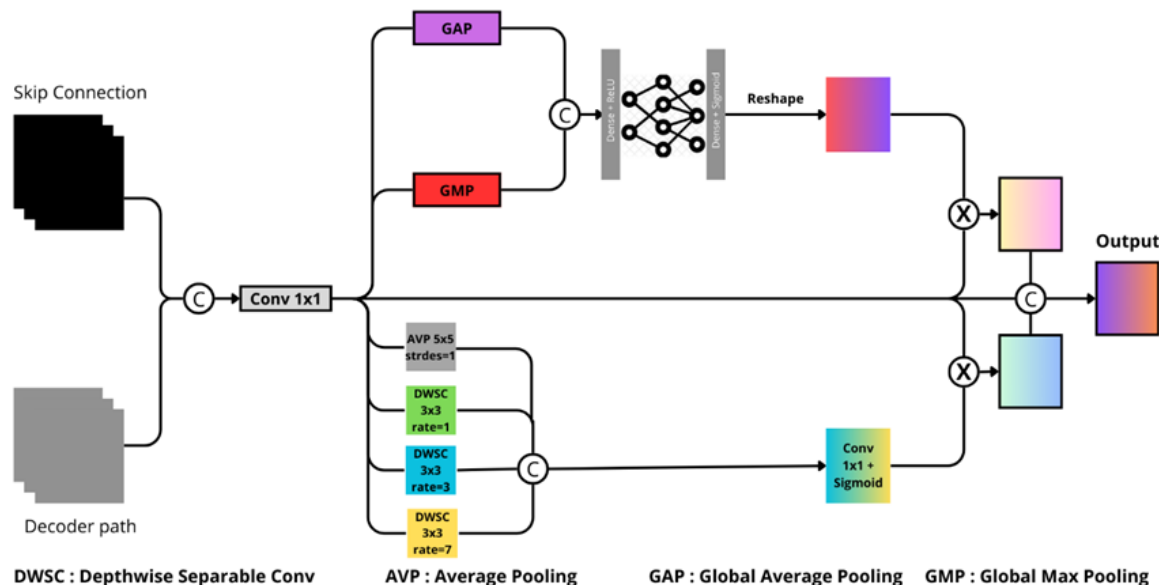 GAP
Skip Connection
Dense + ReLU
Dense + Sigmoid
Reshape
C
GMP
X
Output
C
Conv 1x1
C
AVP 5x5
strdes=1
X
DWSC
3x3
rate=1
DWSC
3x3
rate=3
C
Conv
1x1 +
Sigmoid
DWSC
3x3
rate=7
Decoder path
DWSC : Depthwise Separable Conv
AVP : Average Pooling
GAP : Global Average Pooling
GMP : Global Max Pooling